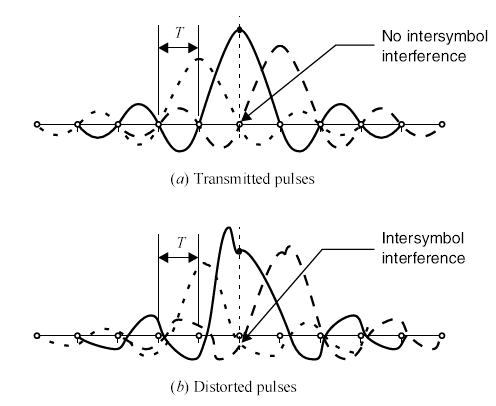 T
No intersymbol
interference
(a) Transmitted pulses
T
Intersymbol
interference
(b) Distorted pulses